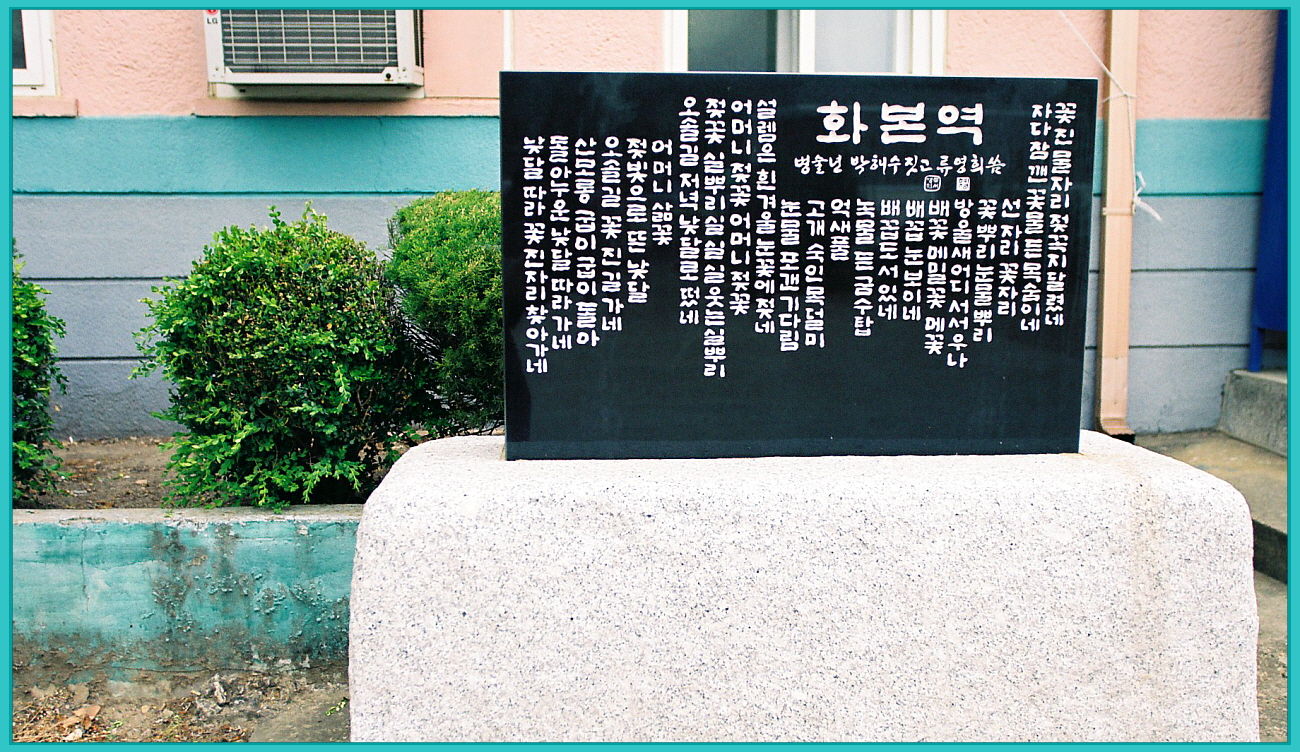 화본역
병술년 박해수 짓고 류영희 씀
꽃 진 물자리 젖꼭지 달렸네
자다 잠 깬 꽃물 든 목숨이네
선 자리 꽃자리
꽃 뿌리 눈물 뿌리
방울새 어디 서서 우나
배꽃 메밀꽃 메꽃
배꼽 눈 보이네
배꼽도 서 있네
녹물 든 급수탑
억새풀
고개 숙인 목덜미
눈물 포갠 기다림
설렘은 흰 겨울 눈꽃에 젖네
어머니 젖꽃 어머니 젖꽃
젖꽃 실뿌리 실실실 웃는 실뿌리
오솔길 저녁 낮달로 떴네
어머니 삶꽃
젖빛으로 뜬 낮달
오솔길 꽃 진 길 가네
산모롱 굽이 굽이 돌아
돌아누운 낮달 따라 가네
낮달 따라 꽃 진 자리 찾아가네
LG